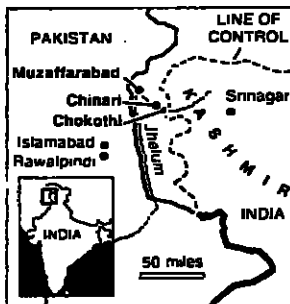 PAKISTAN
LINE OF
CONTROL
Muzaffarabad
Chinari
Chokothi
Srinagar
KASHMIR
Islamabad
Rawalpindi
Jhelum
INDIA
INDIA
50 miles